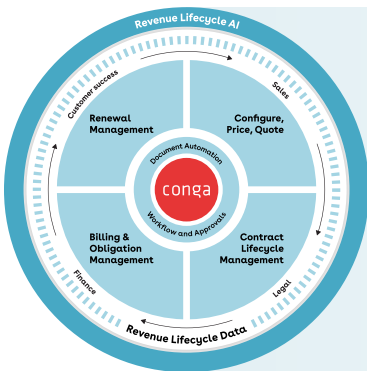 Revenue Lifecycle AI
Customer success
Sales
Renewal
Management
Configure,
Price, Quote
Document Automation
conga
Workflow and Approvals
Billing &
Obligation
Management
Contract
Lifecycle
Management
Finance
Legal
Revenue Lifecycle Data